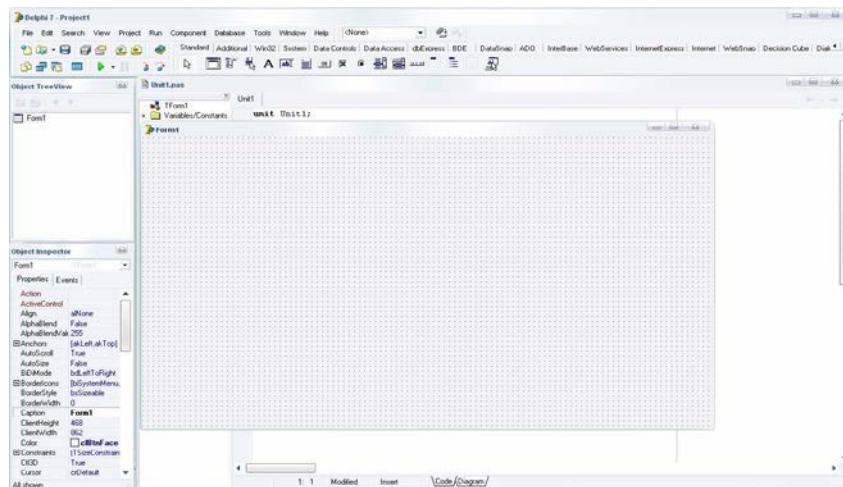 Delphi 7 - Project1
File Edit Search View Project Run Component Database Tools Window Help <None>
Standard Additional Win32 System Data Controls Data Access dbExpress BDE DataSnap ADO InterBase WebServices InternetExpress Internet WebSnap Decision Cube
Object TreeView
Form1
Unit1.pas
TForm1
Variables/Constants
Unit1
unit Unit1;
Form1
Object Inspector
Form1 TForm1
Properties Events
Action
ActiveControl
Align alNone
AlphaBlend False
AlphaBlendVal 255
Anchors [akLeft,akTop]
AutoScroll True
AutoSize False
BiDiMode bdLeftToRight
BorderIcons [biSystemMenu,
BorderStyle bsSizeable
BorderWidth 0
Caption Form1
ClientHeight 468
ClientWidth 862
Color clBtnFace
Constraints (TSizeConstrain
Ctl3D True
Cursor crDefault
All shown
1: 1 Modified Insert Code Diagram